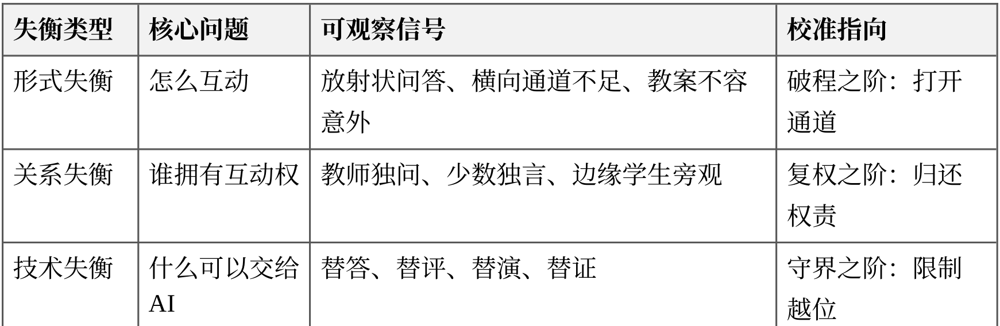 失衡类型 核心问题 可观察信号 校准指向
形式失衡 怎么互动 放射状问答、横向通道不足、教案不容 破程之阶：打开
意外 通道
关系失衡 谁拥有互动权 教师独问、少数独言、边缘学生旁观 复权之阶：归还
权责
技术失衡 什么可以交给 替答、替评、替演、替证 守界之阶：限制
AI 越位